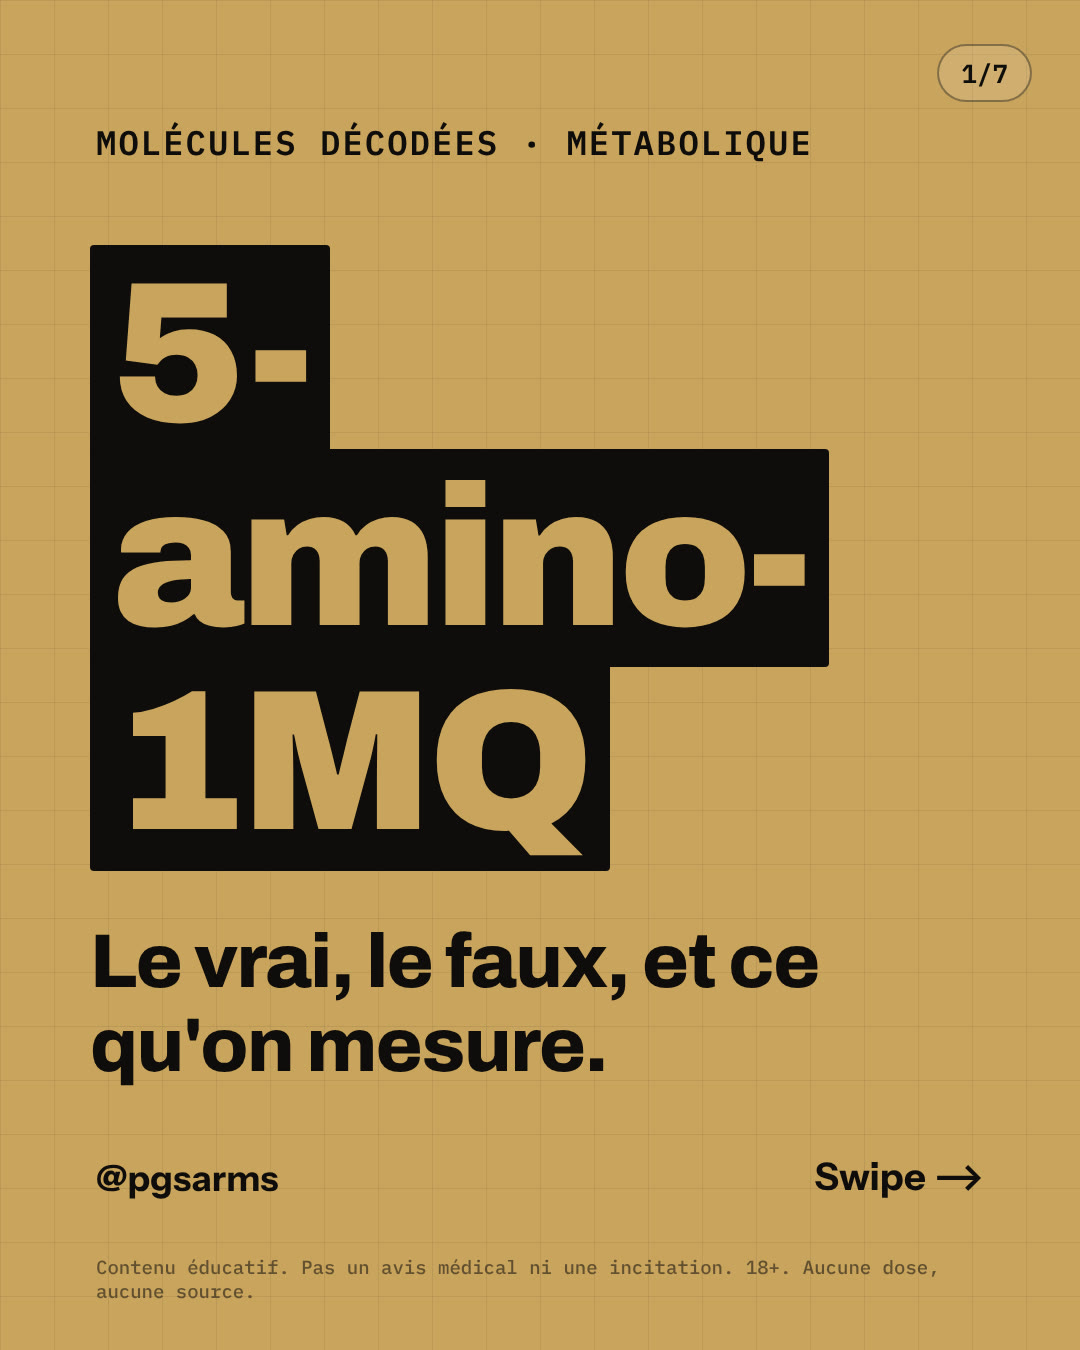 1/7
MOLÉCULES DÉCODÉES · MÉTABOLIQUE
5-
amino-
1MQ
Le vrai, le faux, et ce
qu'on mesure.
@pgsarms
Swipe →
Contenu éducatif. Pas un avis médical ni une incitation. 18+. Aucune dose,
aucune source.